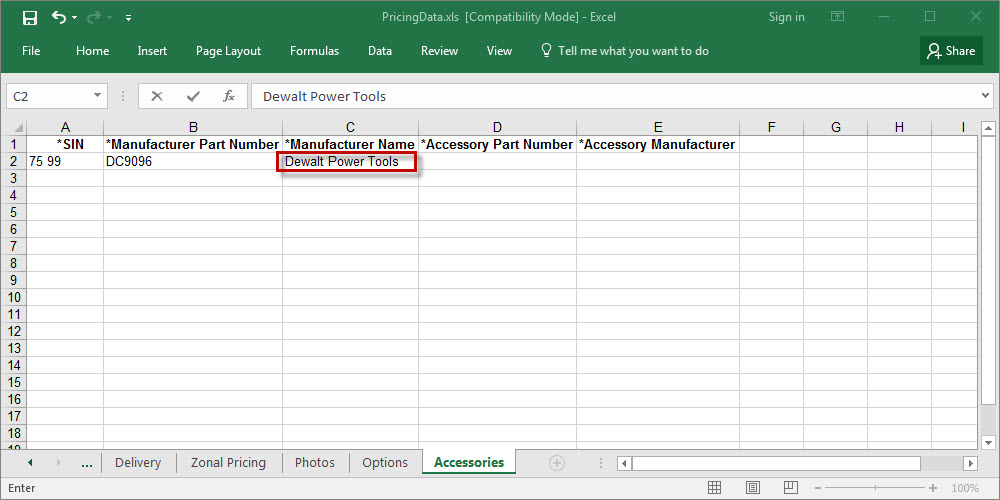 PricingData.xls [Compatibility Mode] - Excel
Sign in
File Home Insert Page Layout Formulas Data Review View Tell me what you want to do Share
C2 fx Dewalt Power Tools
A B C D E F G H I
1 *SIN *Manufacturer Part Number *Manufacturer Name *Accessory Part Number *Accessory Manufacturer
2 75 99 DC9096 Dewalt Power Tools
3
4
5
6
7
8
9
10
11
12
13
14
15
16
17
18
19
... Delivery Zonal Pricing Photos Options Accessories
Enter 100%